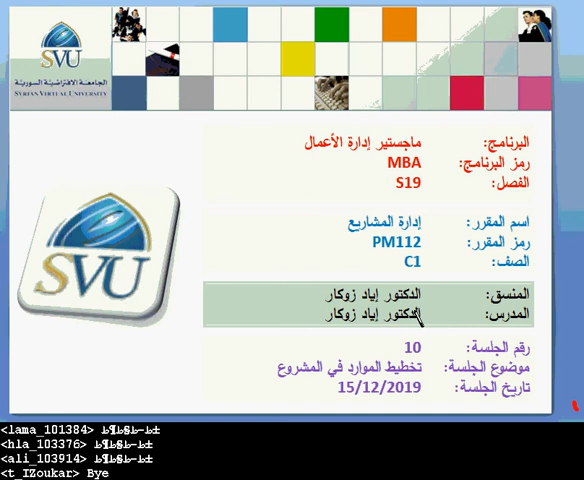 SVU
الجامعة الافتراضية السورية
SYRIAN VIRTUAL UNIVERSITY
البرنامج: ماجستير إدارة الأعمال
رمز البرنامج: MBA
الفصل: S19
اسم المقرر: إدارة المشاريع
رمز المقرر: PM112
الصف: C1
SVU
المنسق: الدكتور إياد زوكار
المدرس: الدكتور إياد زوكار
رقم الجلسة: 10
موضوع الجلسة: تخطيط الموارد في المشروع
تاريخ الجلسة: 15/12/2019
<lama_101384>
<hla_103376>
<ali_103914>
<t_IZoukar> Bye